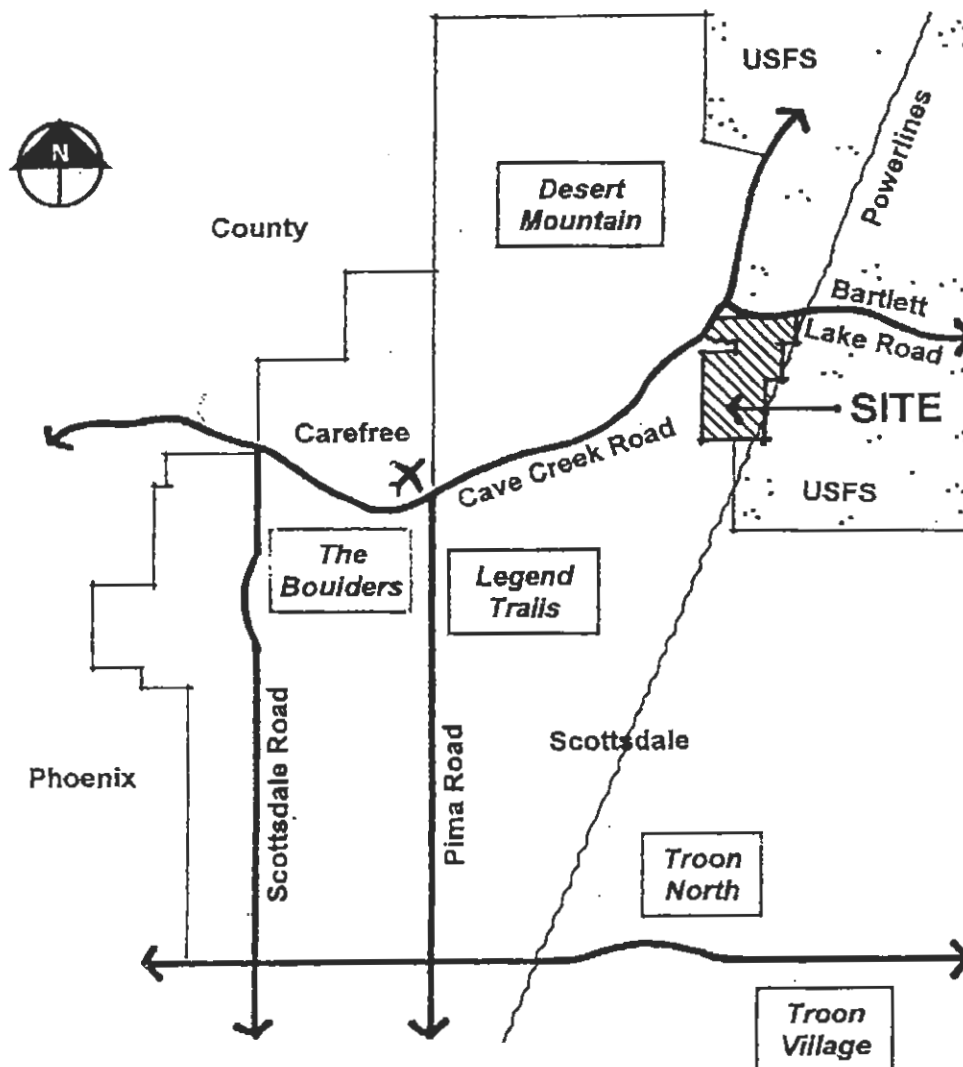 USFS
Powerlines
N
Desert
Mountain
County
Bartlett
Lake Road
Carefree
SITE
Cave Creek Road
USFS
The
Boulders
Legend
Trails
Scottsdale Road
Pima Road
Scottsdale
Phoenix
Troon
North
Troon
Village